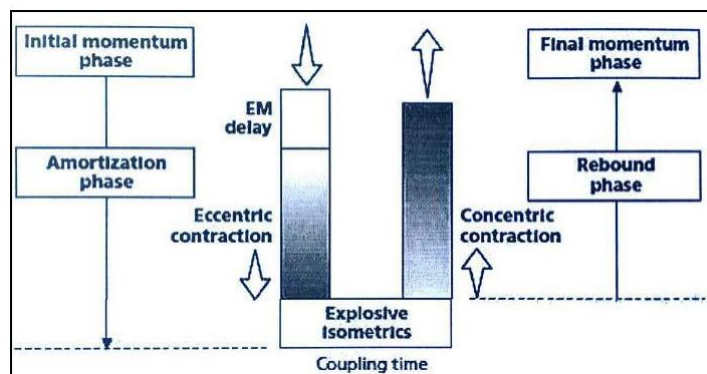 Initial momentum
phase
Final momentum
phase
EM
delay
Amortization
phase
Rebound
phase
Eccentric
contraction
Concentric
contraction
Explosive
isometrics
Coupling time